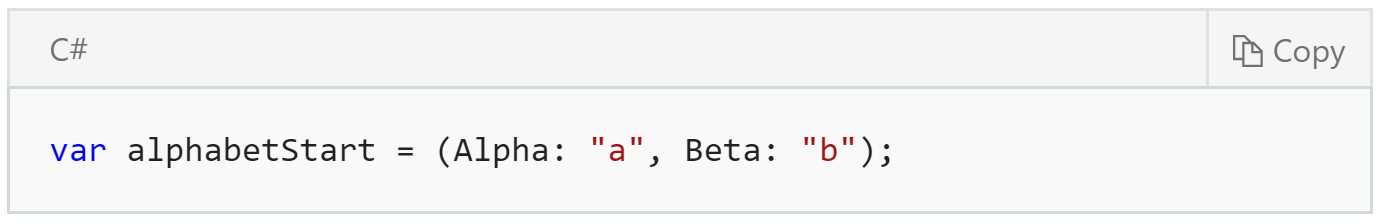 C#
Copy
var alphabetStart = (Alpha: "a", Beta: "b");